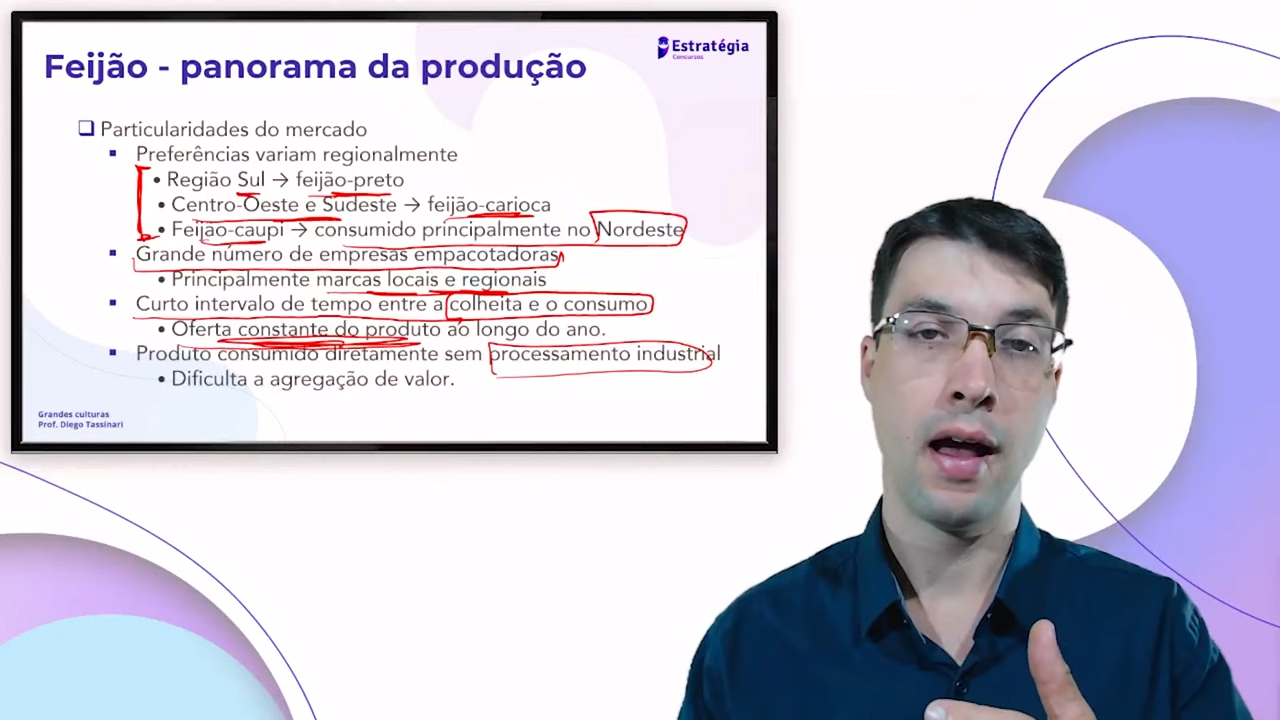 Estratégia
Concursos
Feijão - panorama da produção
Particularidades do mercado
Preferências variam regionalmente
Região Sul → feijão-preto
Centro-Oeste e Sudeste → feijão-carioca
Feijão-caupi → consumido principalmente no Nordeste
Grande número de empresas empacotadoras
Principalmente marcas locais e regionais
Curto intervalo de tempo entre a colheita e o consumo
Oferta constante do produto ao longo do ano.
Produto consumido diretamente sem processamento industrial
Dificulta a agregação de valor.
Grandes culturas
Prof. Diego Tassinari